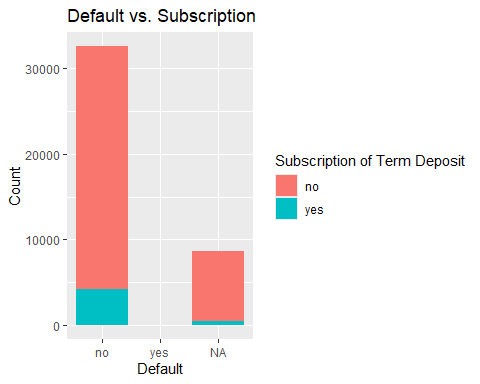 Default vs. Subscription
30000
20000
10000
0
Count
no yes NA
Default
Subscription of Term Deposit
no
yes